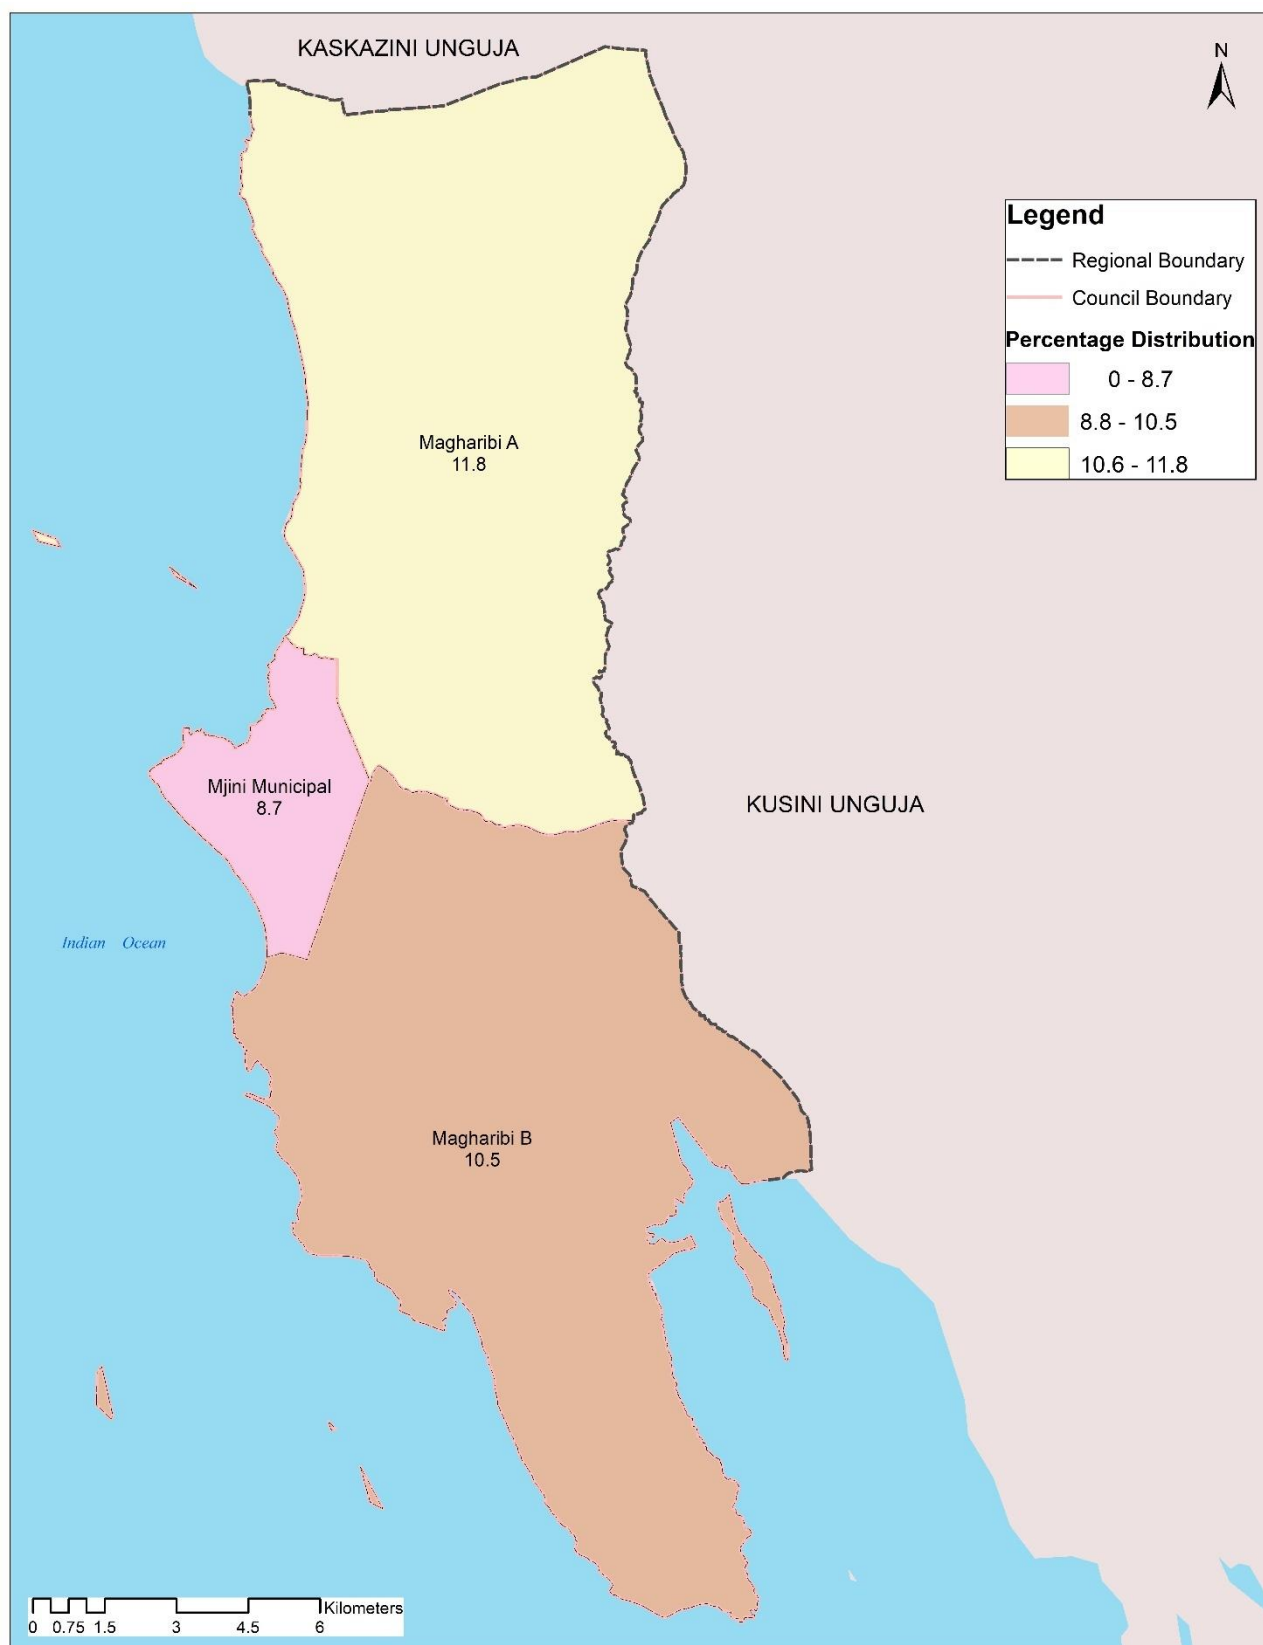 KASKAZINI UNGUJA
N
Legend
Regional Boundary
Council Boundary
Percentage Distribution
0 - 8.7
8.8 - 10.5
10.6 - 11.8
Magharibi A
11.8
Mjini Municipal
8.7
KUSINI UNGUJA
Indian Ocean
Magharibi B
10.5
Kilometers
0 0.75 1.5 3 4.5 6